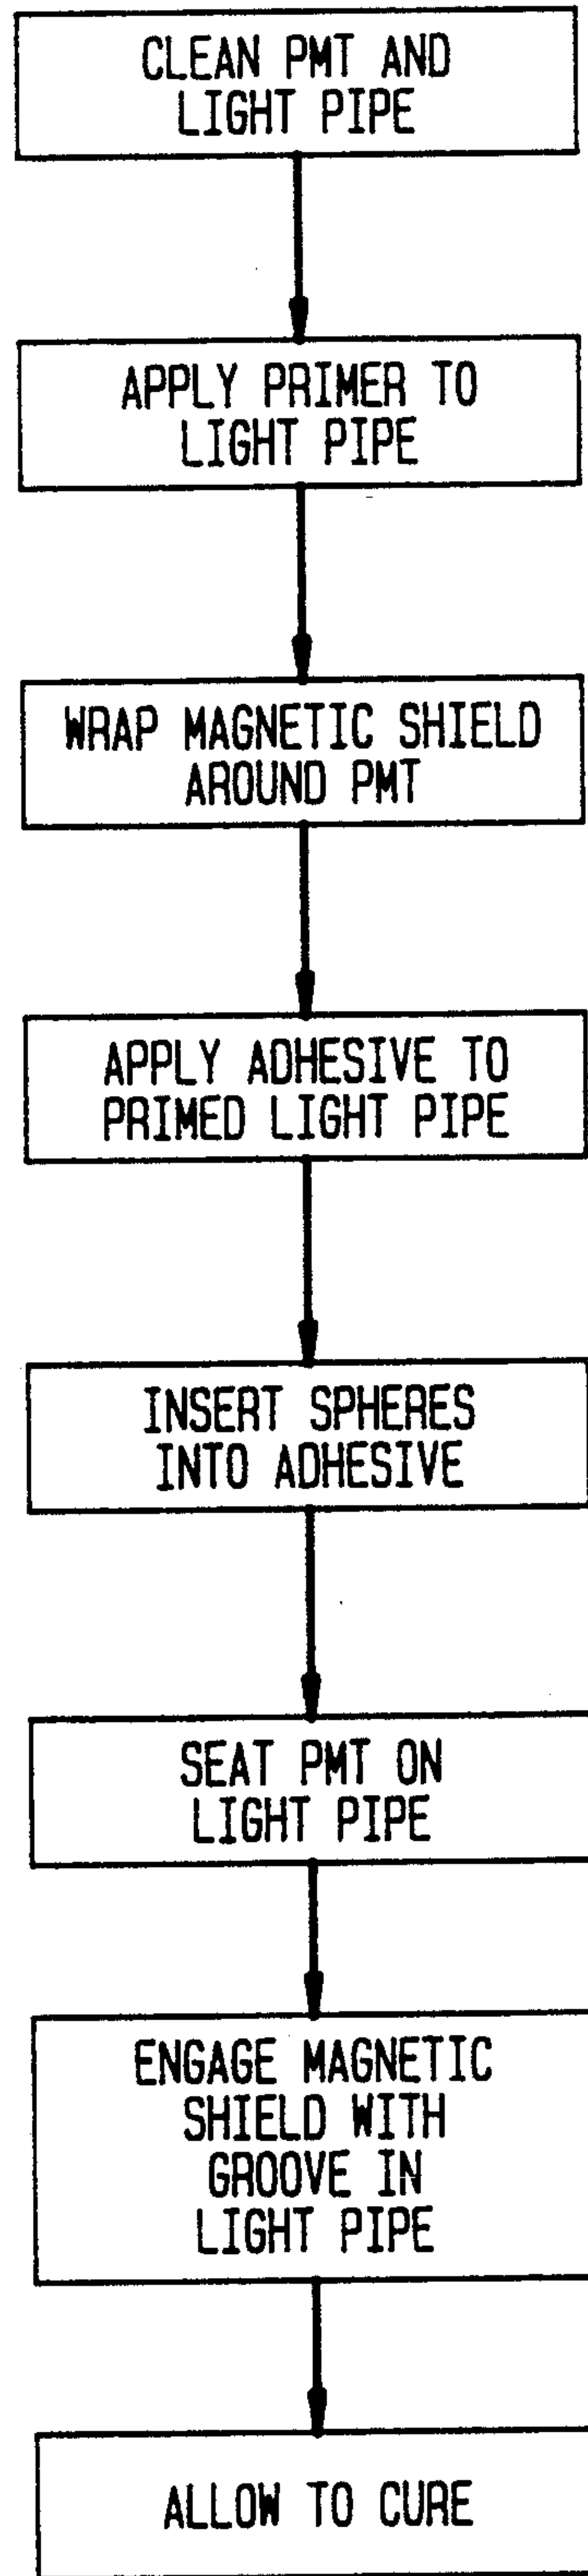 CLEAN PMT AND
LIGHT PIPE
APPLY PRIMER TO
LIGHT PIPE
WRAP MAGNETIC SHIELD
AROUND PMT
APPLY ADHESIVE TO
PRIMED LIGHT PIPE
INSERT SPHERES
INTO ADHESIVE
SEAT PMT ON
LIGHT PIPE
ENGAGE MAGNETIC
SHIELD WITH
GROOVE IN
LIGHT PIPE
ALLOW TO CURE